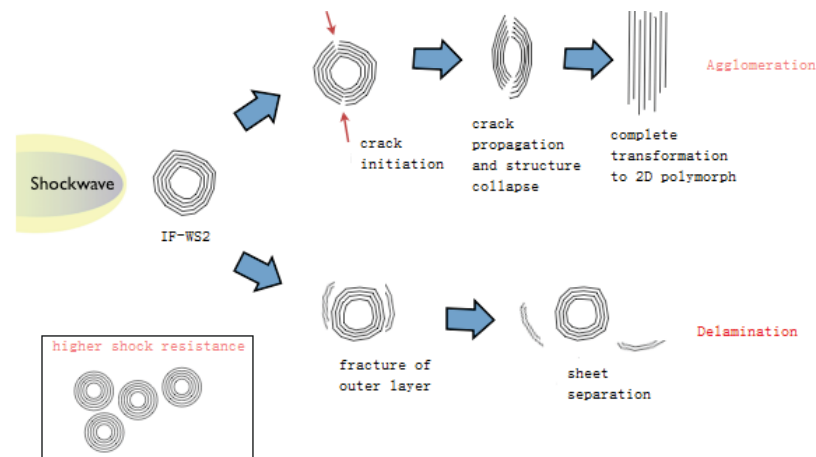 Agglomeration
crack
initiation
crack
propagation
and structure
collapse
complete
transformation
to 2D polymorph
Shockwave
IF-WS2
Delamination
higher shock resistance
fracture of
outer layer
sheet
separation